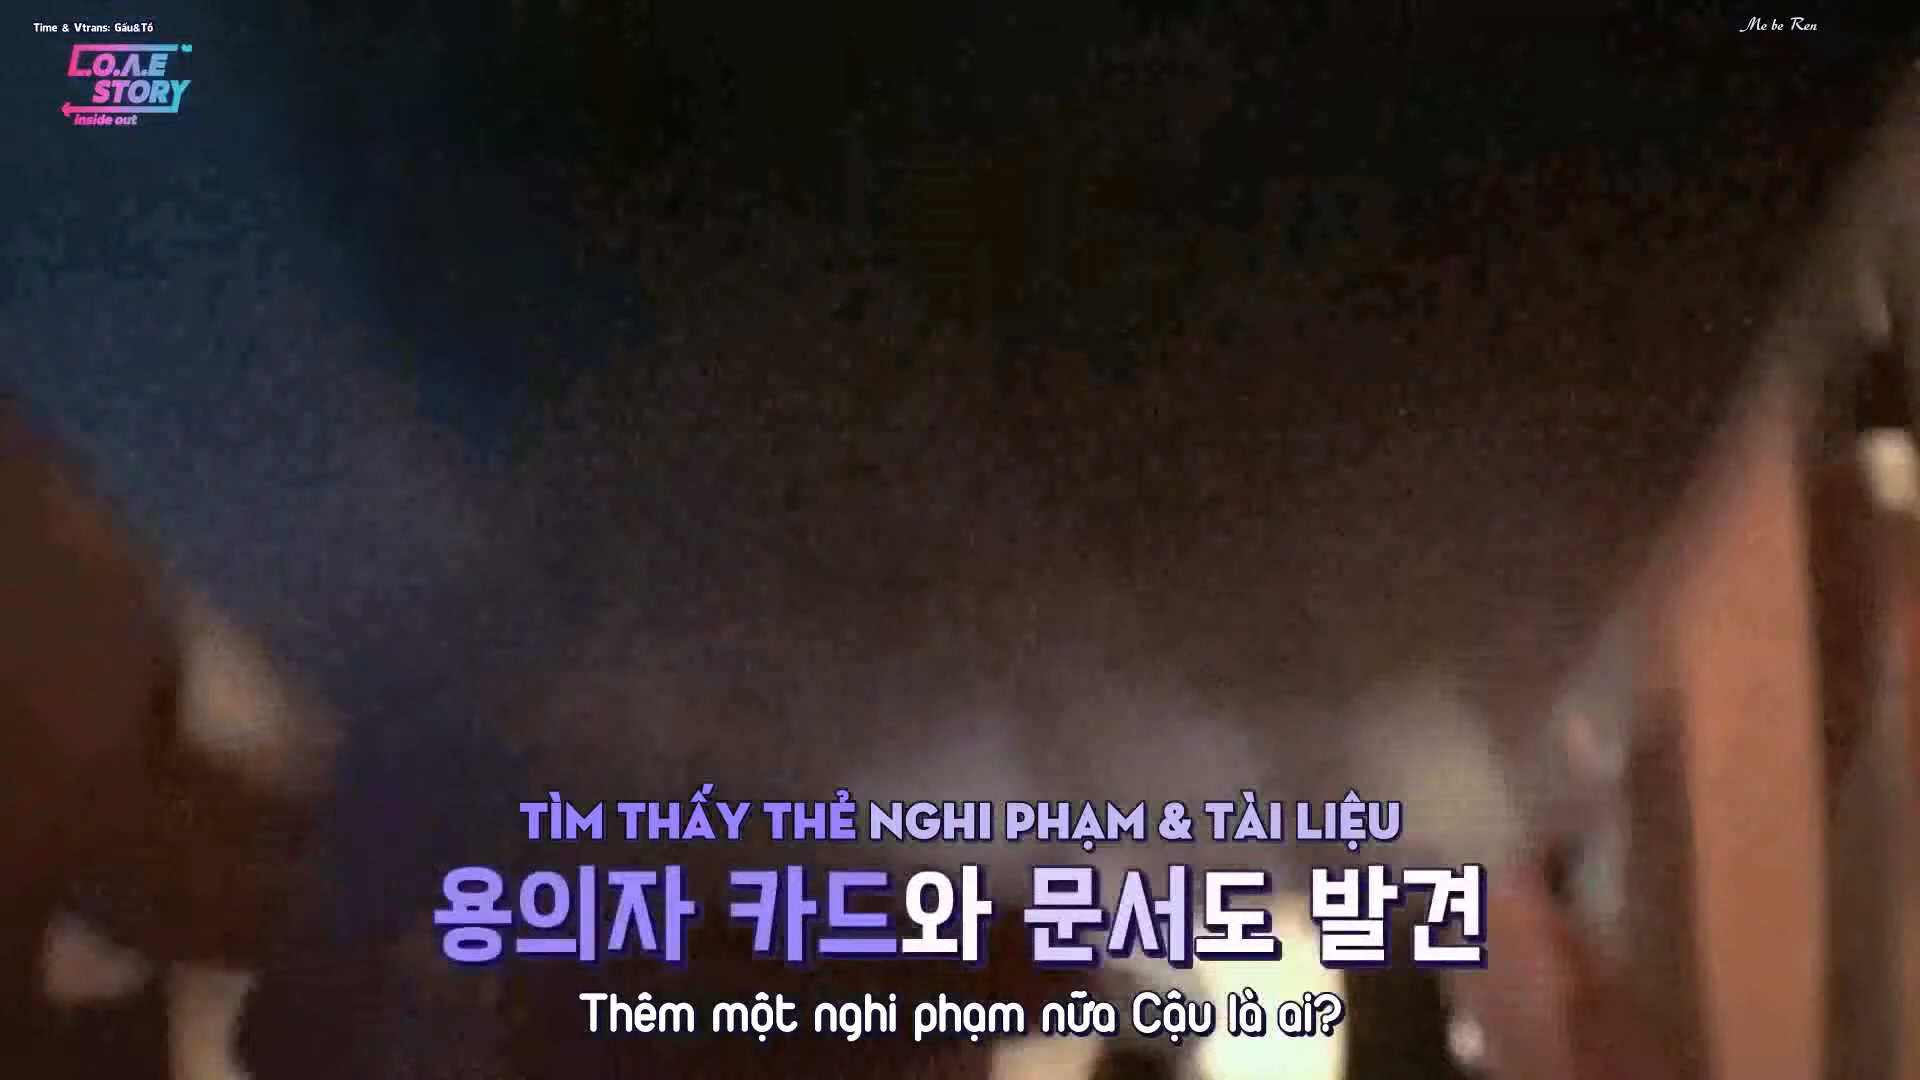 Time & Vtrans: Gấu&Tồ
Me be Ren
L.O.Λ.E
STORY
inside out
TÌM THẤY THẺ NGHI PHẠM & TÀI LIỆU
용의자 카드와 문서도 발견
Thêm một nghi phạm nữa Cậu là ai?